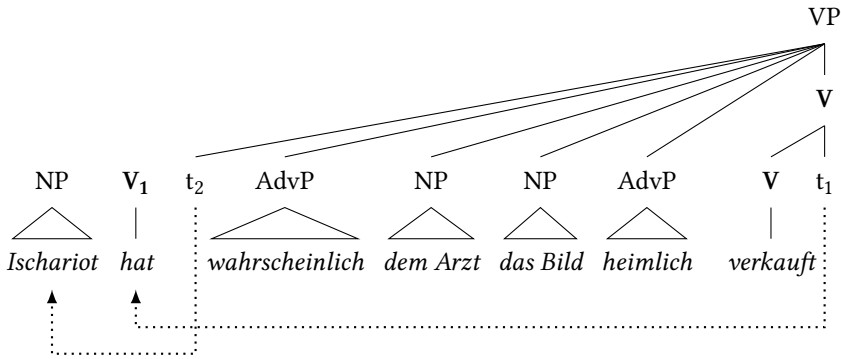 VP
V
NP V₁ t₂ AdvP NP NP AdvP V t₁
Ischariot hat wahrscheinlich dem Arzt das Bild heimlich verkauft